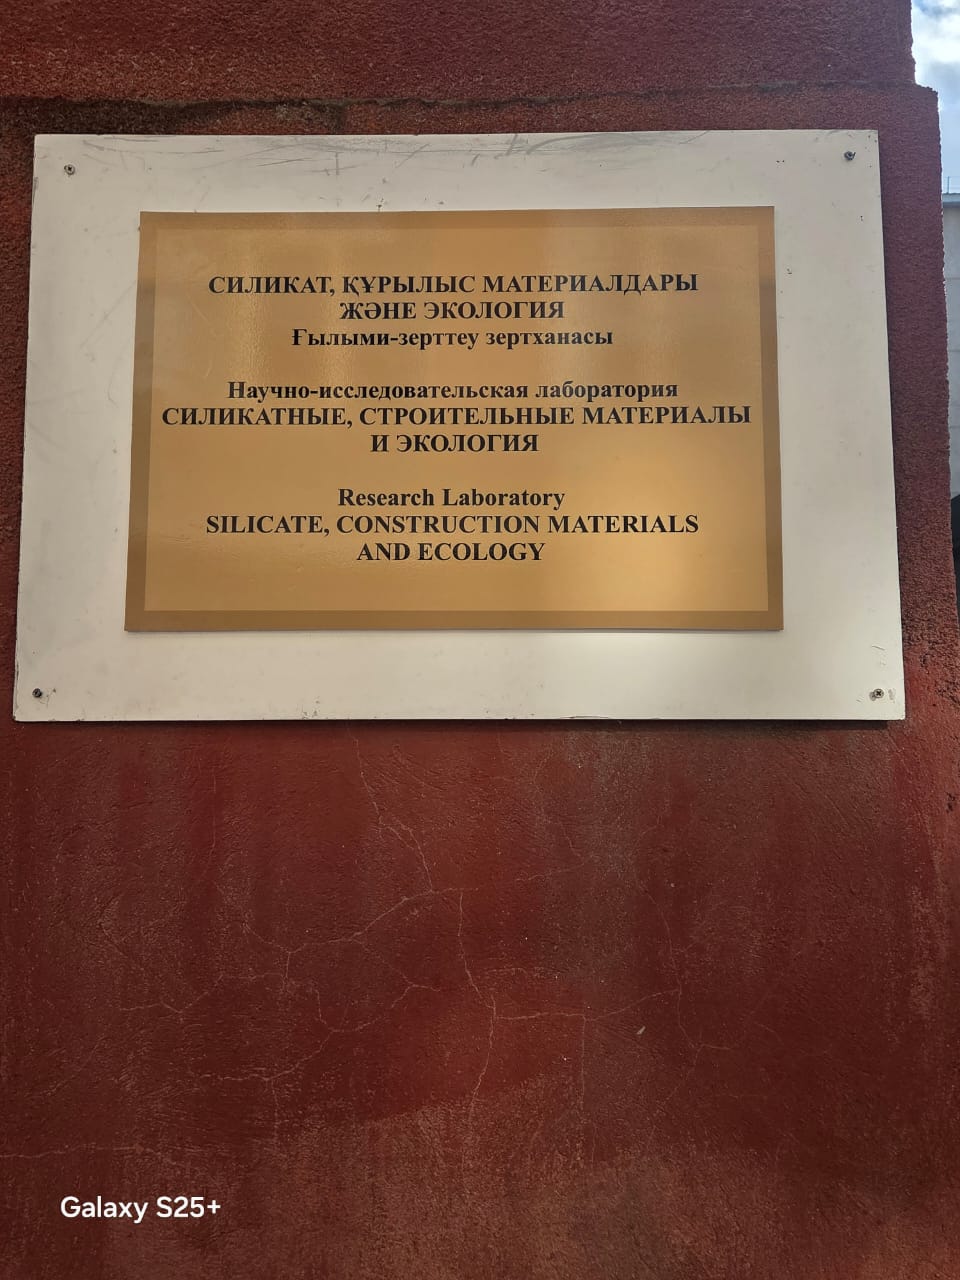 СИЛИКАТ, ҚҰРЫЛЫС МАТЕРИАЛДАРЫ
ЖӘНЕ ЭКОЛОГИЯ
Ғылыми-зерттеу зертханасы
Научно-исследовательская лаборатория
СИЛИКАТНЫЕ, СТРОИТЕЛЬНЫЕ МАТЕРИАЛЫ
И ЭКОЛОГИЯ
Research Laboratory
SILICATE, CONSTRUCTION MATERIALS
AND ECOLOGY
Galaxy S25+